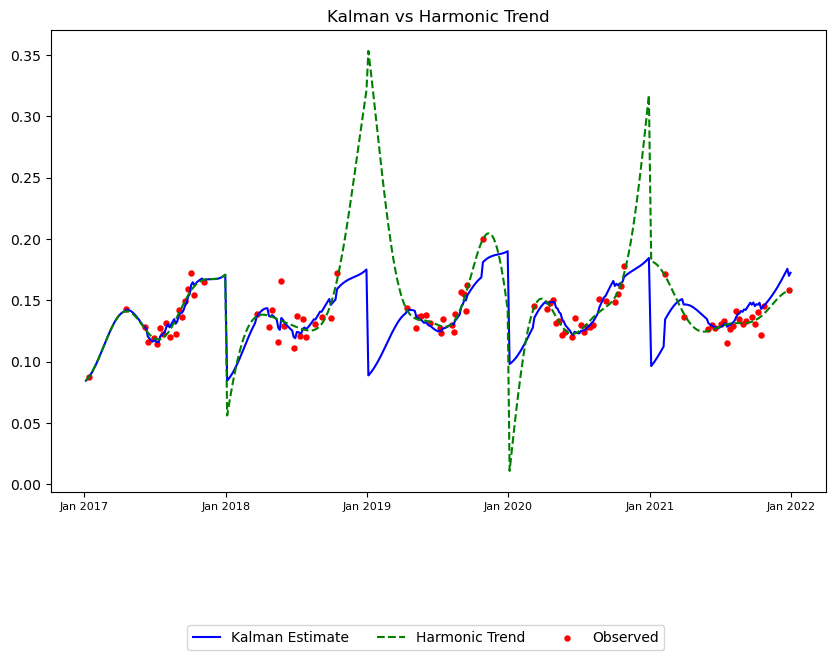 Kalman vs Harmonic Trend
0.35
0.30
0.25
0.20
0.15
0.10
0.05
0.00
Jan 2017 Jan 2018 Jan 2019 Jan 2020 Jan 2021 Jan 2022
Kalman Estimate Harmonic Trend Observed